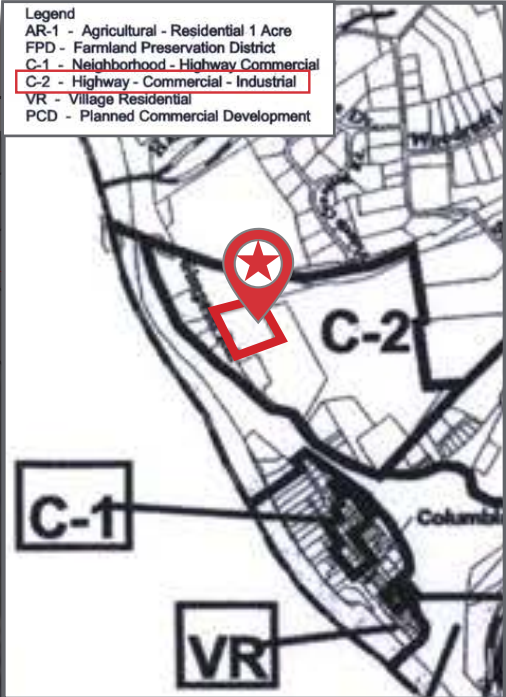 Legend
AR-1 - Agricultural - Residential 1 Acre
FPD - Farmland Preservation District
C-1 - Neighborhood - Highway Commercial
C-2 - Highway - Commercial - Industrial
VR - Village Residential
PCD - Planned Commercial Development
C-2
C-1
VR